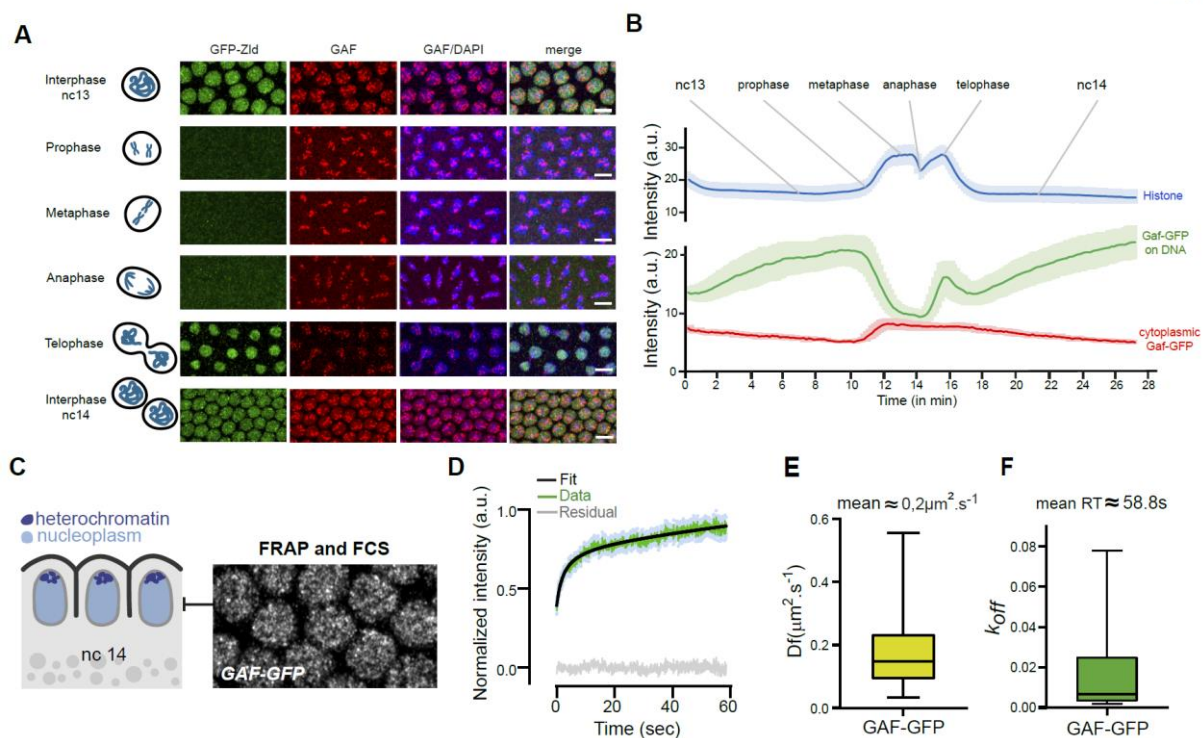 A
GFP-Zld GAF GAF/DAPI merge
Interphase
nc13
Prophase
Metaphase
Anaphase
Telophase
Interphase
nc14
B
nc13 prophase metaphase anaphase telophase nc14
Intensity (a.u.)
30
20
10
Histone
Intensity (a.u.)
20
10
0
Gaf-GFP
on DNA
cytoplasmic
Gaf-GFP
0 2 4 6 8 10 12 14 16 18 20 22 24 26 28
Time (in min)
C
heterochromatin
nucleoplasm
nc 14
FRAP and FCS
GAF-GFP
D
Fit
Data
Residual
Normalized intensity (a.u.)
1.0
0.5
0.0
0 20 40 60
Time (sec)
E
mean ≈ 0,2µm².s⁻¹
Df(µm².s⁻¹)
0.6
0.4
0.2
0.0
GAF-GFP
F
mean RT ≈ 58.8s
koff
0.08
0.06
0.04
0.02
0.00
GAF-GFP